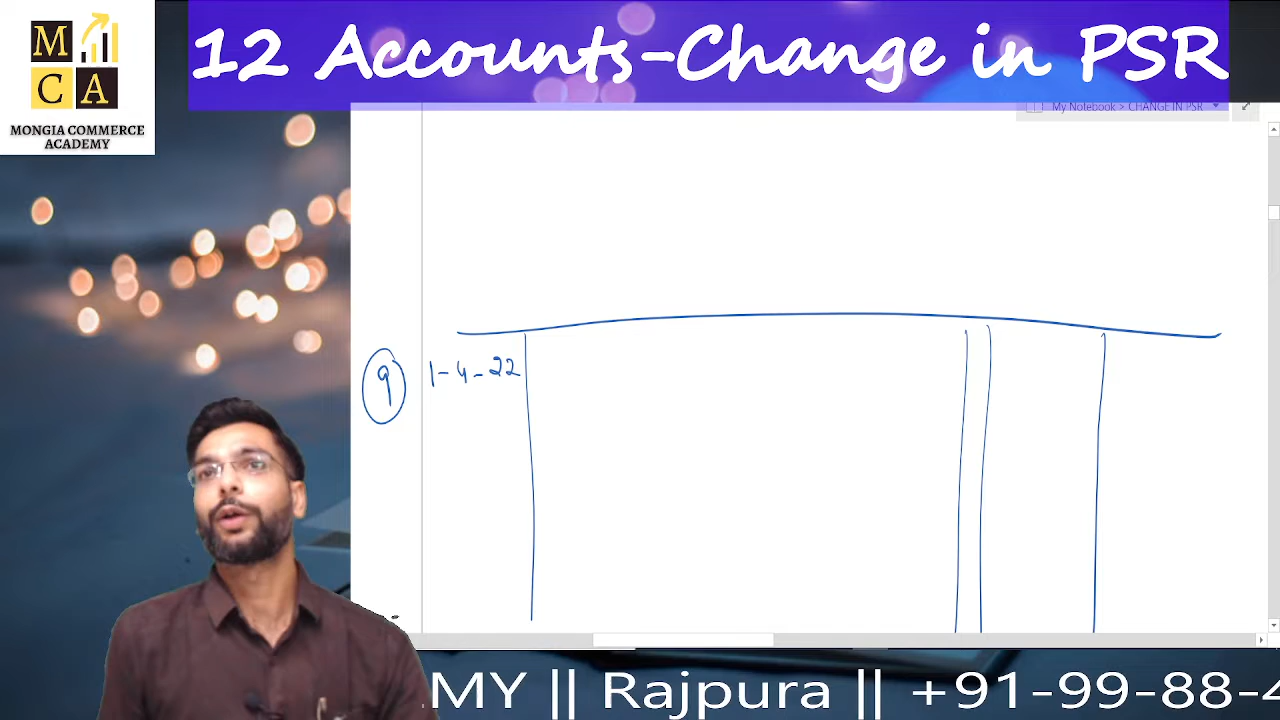 12 Accounts-Change in PSR
M
C A
MONGIA COMMERCE
ACADEMY
My Notebook > CHANGE IN PSR
9 1-4-22
MY || Rajpura || +91-99-88-4